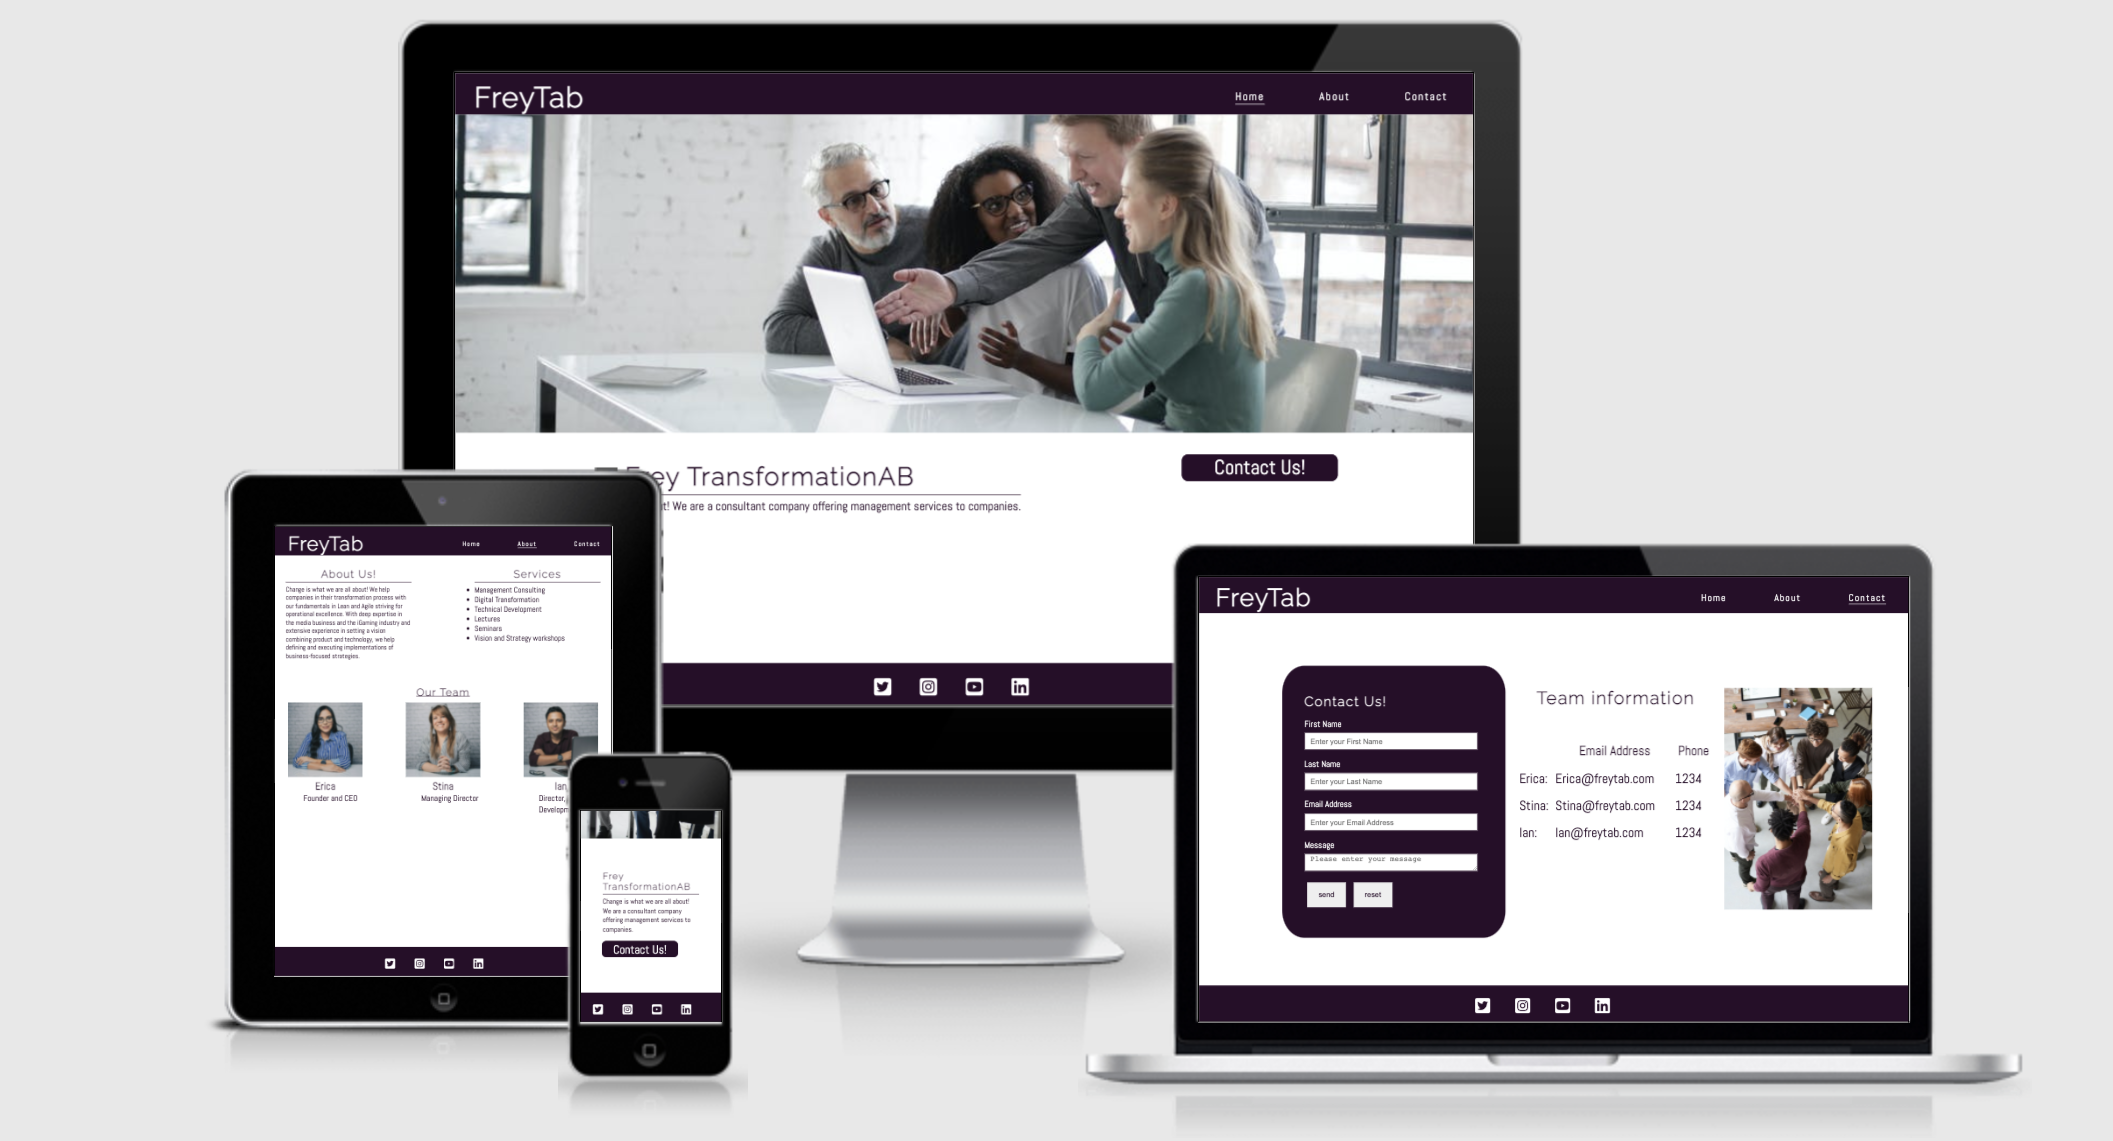 FreyTab
Home About Contact
ey TransformationAB
t! We are a consultant company offering management services to companies.
Contact Us!
FreyTab
Home About Contact
About Us!
Change is what we are all about! We help
companies in their transformation process with
our fundamentals in Lean and Agile striving for
operational excellence. With deep expertise in
the media business and the iGaming industry and
extensive experience in setting a vision
combining product and technology, we help
defining and executing implementations of
business-focused strategies.
Services
Management Consulting
Digital Transformation
Technical Development
Lectures
Seminars
Vision and Strategy workshops
Our Team
Erica
Founder and CEO
Stina
Managing Director
Ian
Director,
Developm
Frey
TransformationAB
Change is what we are all about!
We are a consultant company
offering management services to
companies.
Contact Us!
FreyTab
Home About Contact
Contact Us!
First Name
Enter your First Name
Last Name
Enter your Last Name
Email Address
Enter your Email Address
Message
Please enter your message
send reset
Team information
Email Address Phone
Erica: Erica@freytab.com 1234
Stina: Stina@freytab.com 1234
Ian: Ian@freytab.com 1234